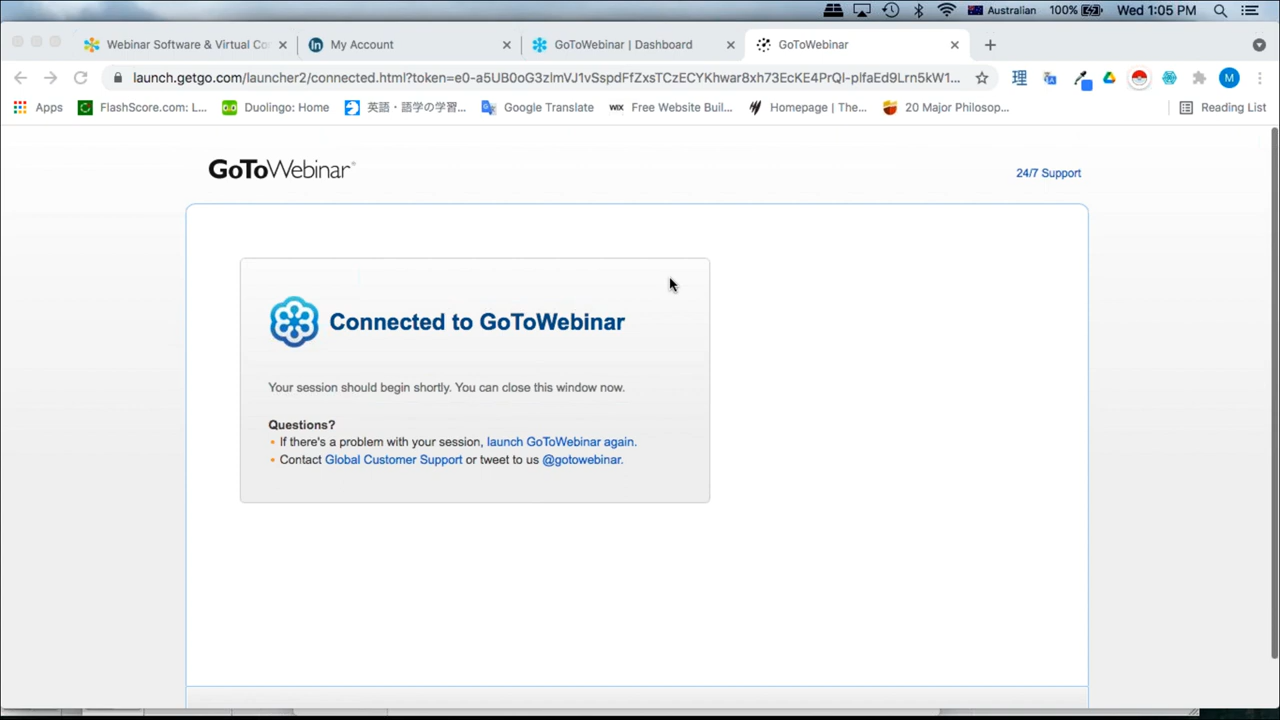 Australian 100% Wed 1:05 PM
Webinar Software & Virtual Co
My Account
GoToWebinar | Dashboard
GoToWebinar
launch.getgo.com/launcher2/connected.html?token=e0-a5UB0oG3zlmVJ1vSspdFfZxsTCzECYKhwar8xh73EcKE4PrQI-plfaEd9Lrn5kW1...
理
M
Apps
FlashScore.com: L...
Duolingo: Home
英語・語学の学習...
Google Translate
WIX Free Website Buil...
Homepage | The...
20 Major Philosop...
Reading List
GoToWebinar®
24/7 Support
Connected to GoToWebinar
Your session should begin shortly. You can close this window now.
Questions?
• If there's a problem with your session, launch GoToWebinar again.
• Contact Global Customer Support or tweet to us @gotowebinar.